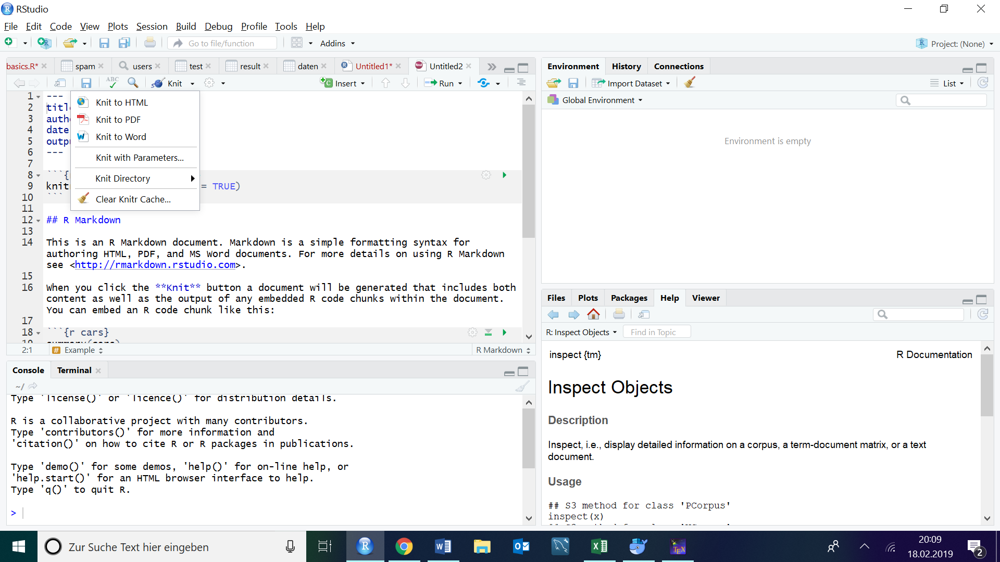 RStudio
File Edit Code View Plots Session Build Debug Profile Tools Help
Go to file/function Addins Project: (None)
basics.R* spam users test result daten Untitled1* Untitled2
ABC Knit Insert Run
1 ---
2 titl
3 auth
4 date
5 outp
6 ---
7
8 ```{
9 knit = TRUE)
10 ```
11
12 ## R Markdown
13
14 This is an R Markdown document. Markdown is a simple formatting syntax for
authoring HTML, PDF, and MS Word documents. For more details on using R Markdown
see <http://rmarkdown.rstudio.com>.
15
16 When you click the **Knit** button a document will be generated that includes both
content as well as the output of any embedded R code chunks within the document.
You can embed an R code chunk like this:
17
18 ```{r cars}
19 summary(cars)
Knit to HTML
Knit to PDF
Knit to Word
Knit with Parameters...
Knit Directory
Clear Knitr Cache...
2:1 # Example R Markdown
Console Terminal
~/
Type 'license()' or 'licence()' for distribution details.
R is a collaborative project with many contributors.
Type 'contributors()' for more information and
'citation()' on how to cite R or R packages in publications.
Type 'demo()' for some demos, 'help()' for on-line help, or
'help.start()' for an HTML browser interface to help.
Type 'q()' to quit R.
>
Environment History Connections
Import Dataset List
Global Environment
Environment is empty
Files Plots Packages Help Viewer
R: Inspect Objects Find in Topic
inspect {tm} R Documentation
Inspect Objects
Description
Inspect, i.e., display detailed information on a corpus, a term-document matrix, or a text
document.
Usage
## S3 method for class 'PCorpus'
inspect(x)
Zur Suche Text hier eingeben
20:09
18.02.2019
2